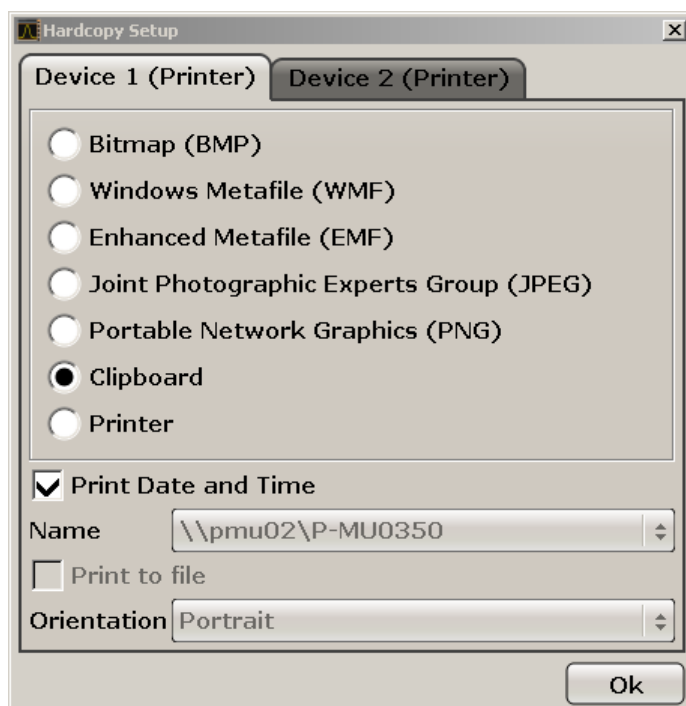 Hardcopy Setup
Device 1 (Printer)
Device 2 (Printer)
Bitmap (BMP)
Windows Metafile (WMF)
Enhanced Metafile (EMF)
Joint Photographic Experts Group (JPEG)
Portable Network Graphics (PNG)
Clipboard
Printer
Print Date and Time
Name \\pmu02\P-MU0350
Print to file
Orientation Portrait
Ok